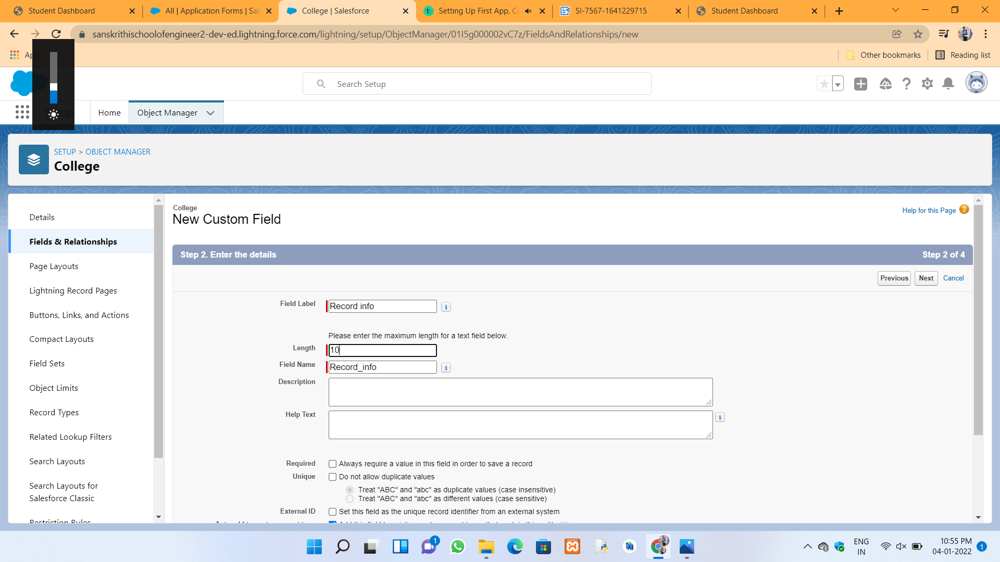 Student Dashboard
All | Application Forms | Sal
College | Salesforce
Setting Up First App, Cu
SI-7567-1641229715
Student Dashboard
sanskrithischoolofengineer2-dev-ed.lightning.force.com/lightning/setup/ObjectManager/01I5g000002vC7z/FieldsAndRelationships/new
Apps
Other bookmarks
Reading list
Search Setup
Setup
Home
Object Manager
SETUP > OBJECT MANAGER
College
Details
Fields & Relationships
Page Layouts
Lightning Record Pages
Buttons, Links, and Actions
Compact Layouts
Field Sets
Object Limits
Record Types
Related Lookup Filters
Search Layouts
Search Layouts for
Salesforce Classic
Restriction Rules
College
New Custom Field
Help for this Page
Step 2. Enter the details
Step 2 of 4
Previous
Next
Cancel
Field Label
Record info
Please enter the maximum length for a text field below.
Length
10
Field Name
Record_info
Description
Help Text
Required
Always require a value in this field in order to save a record
Unique
Do not allow duplicate values
Treat "ABC" and "abc" as duplicate values (case insensitive)
Treat "ABC" and "abc" as different values (case sensitive)
External ID
Set this field as the unique record identifier from an external system
1
ENG
IN
10:55 PM
04-01-2022
1